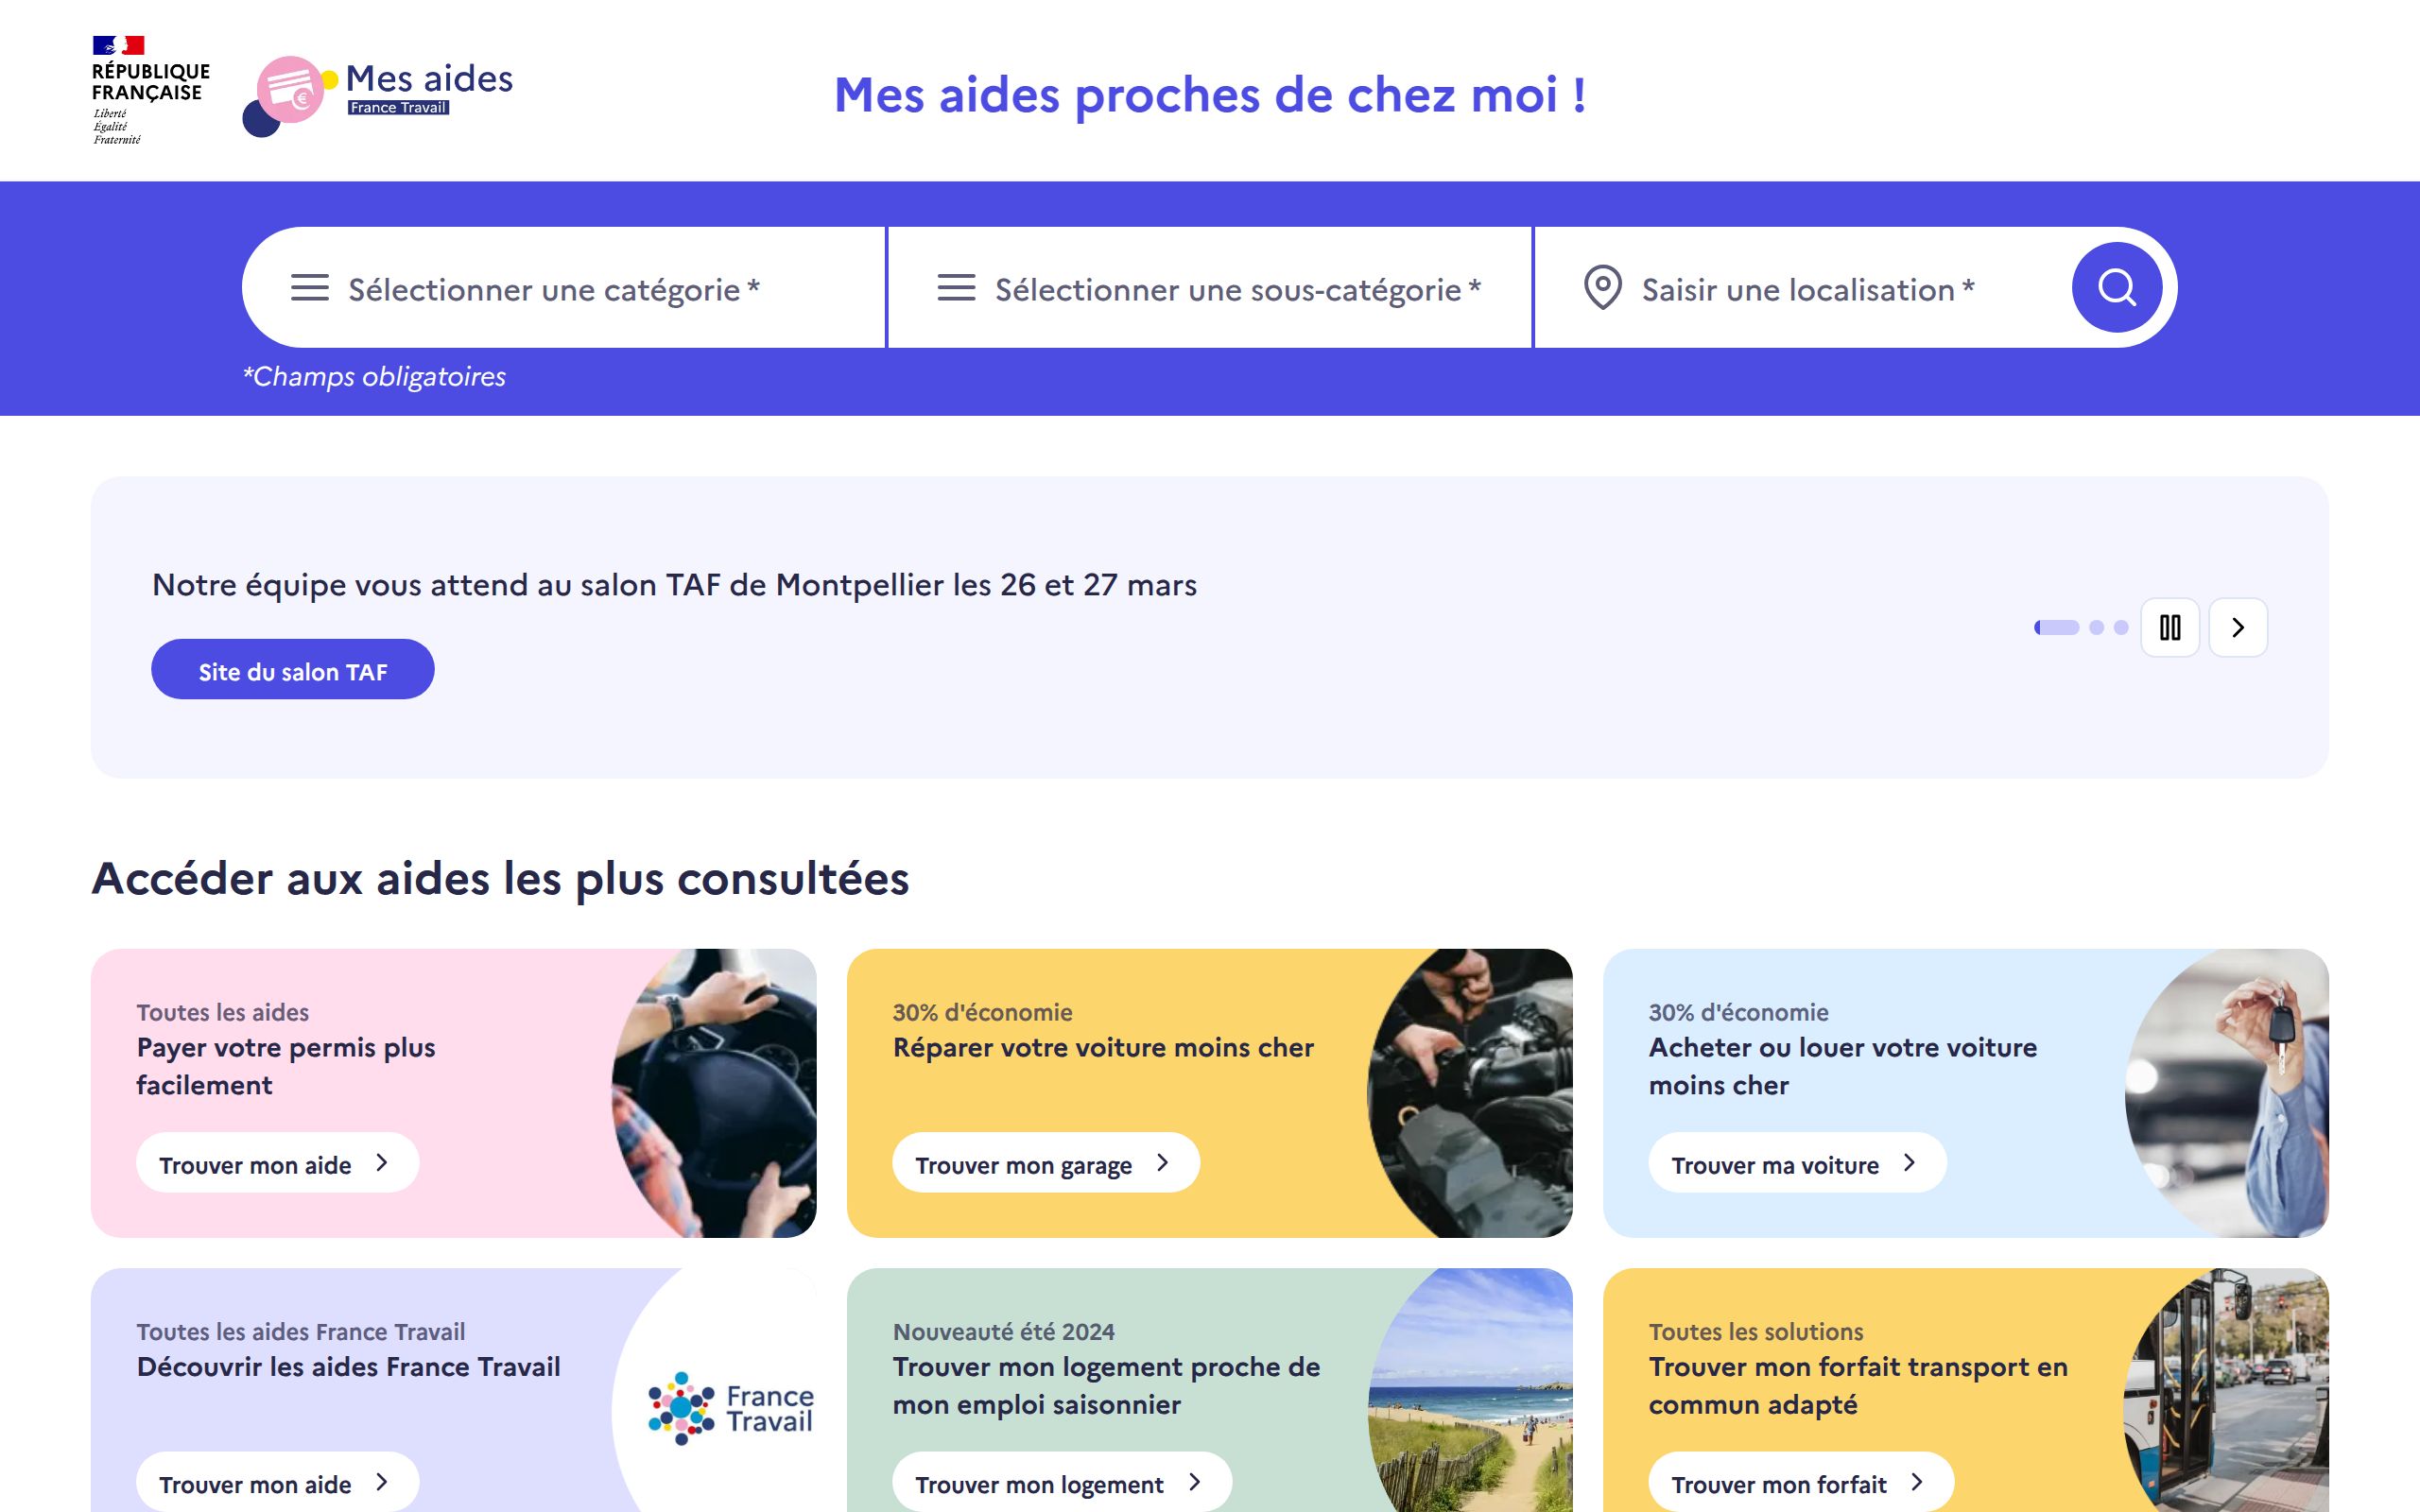 RÉPUBLIQUE
FRANÇAISE
Liberté
Égalité
Fraternité
Mes aides
France Travail
Mes aides proches de chez moi !
Sélectionner une catégorie *
Sélectionner une sous-catégorie *
Saisir une localisation *
*Champs obligatoires
Notre équipe vous attend au salon TAF de Montpellier les 26 et 27 mars
Site du salon TAF
Accéder aux aides les plus consultées
Toutes les aides
Payer votre permis plus
facilement
Trouver mon aide
30% d'économie
Réparer votre voiture moins cher
Trouver mon garage
30% d'économie
Acheter ou louer votre voiture
moins cher
Trouver ma voiture
Toutes les aides France Travail
Découvrir les aides France Travail
Trouver mon aide
France
Travail
Nouveauté été 2024
Trouver mon logement proche de
mon emploi saisonnier
Trouver mon logement
Toutes les solutions
Trouver mon forfait transport en
commun adapté
Trouver mon forfait